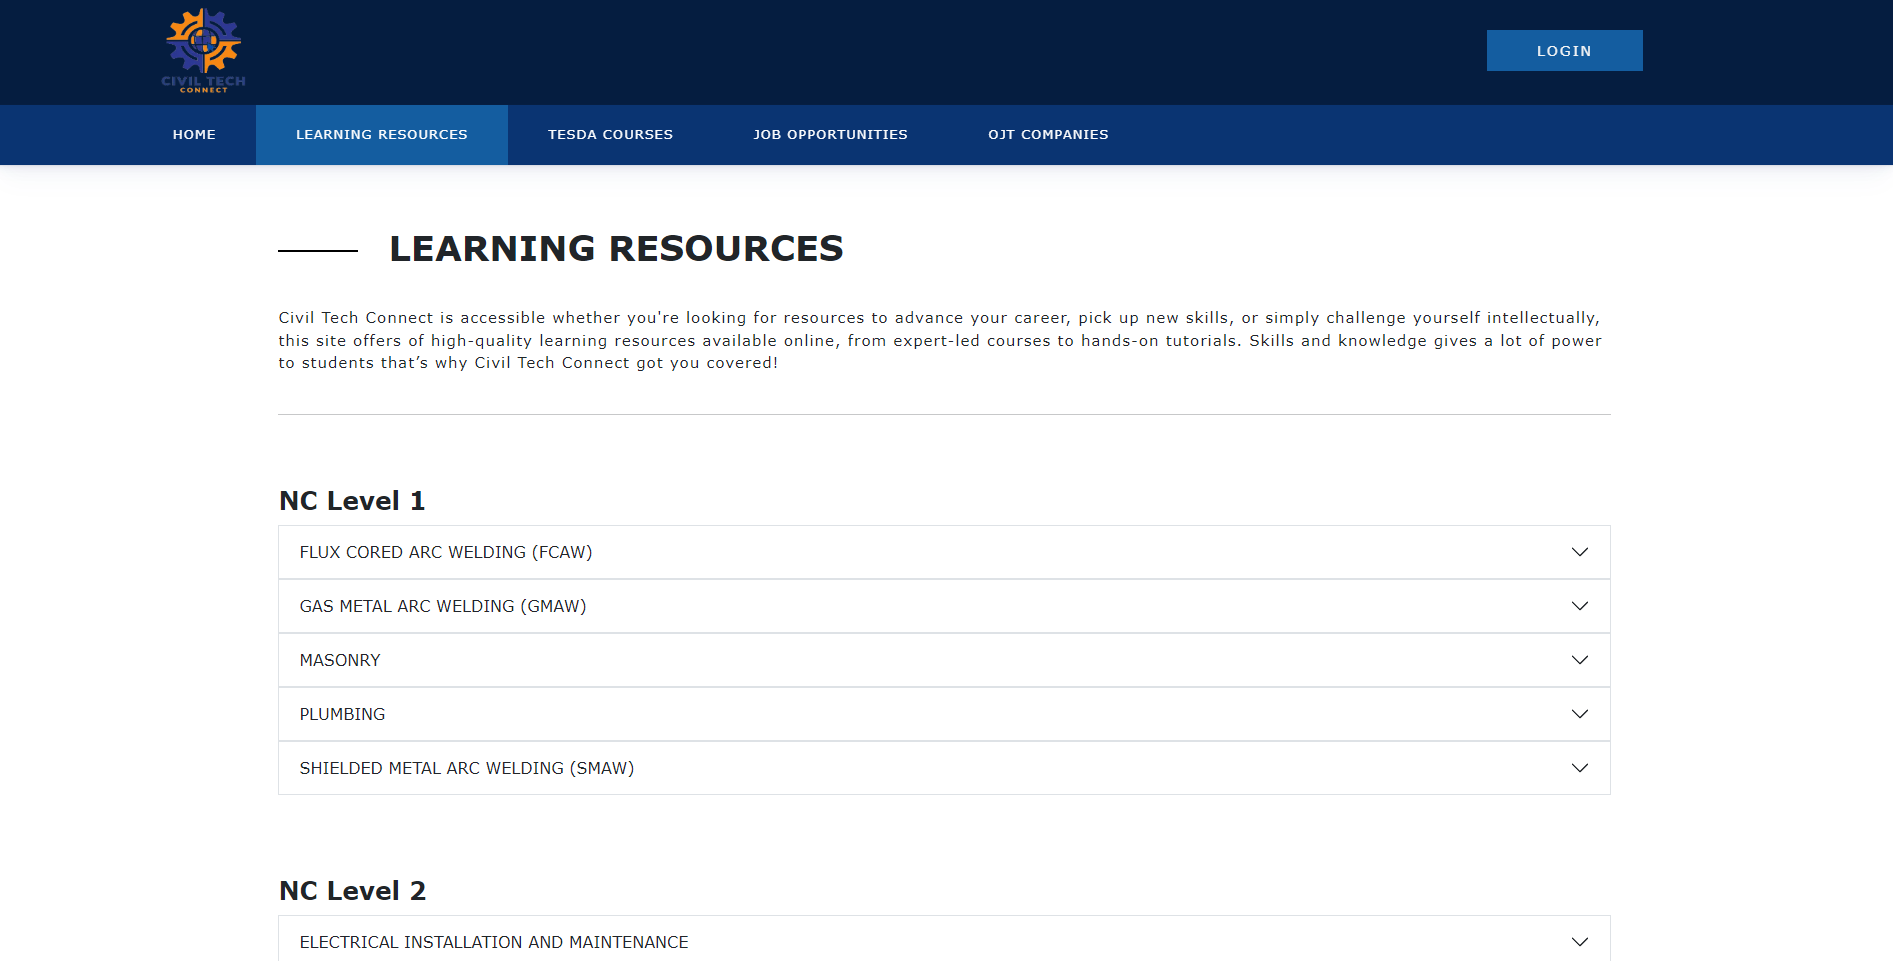 CIVIL TECH
CONNECT
LOGIN
HOME
LEARNING RESOURCES
TESDA COURSES
JOB OPPORTUNITIES
OJT COMPANIES
LEARNING RESOURCES
Civil Tech Connect is accessible whether you're looking for resources to advance your career, pick up new skills, or simply challenge yourself intellectually,
this site offers of high-quality learning resources available online, from expert-led courses to hands-on tutorials. Skills and knowledge gives a lot of power
to students that’s why Civil Tech Connect got you covered!
NC Level 1
FLUX CORED ARC WELDING (FCAW)
GAS METAL ARC WELDING (GMAW)
MASONRY
PLUMBING
SHIELDED METAL ARC WELDING (SMAW)
NC Level 2
ELECTRICAL INSTALLATION AND MAINTENANCE